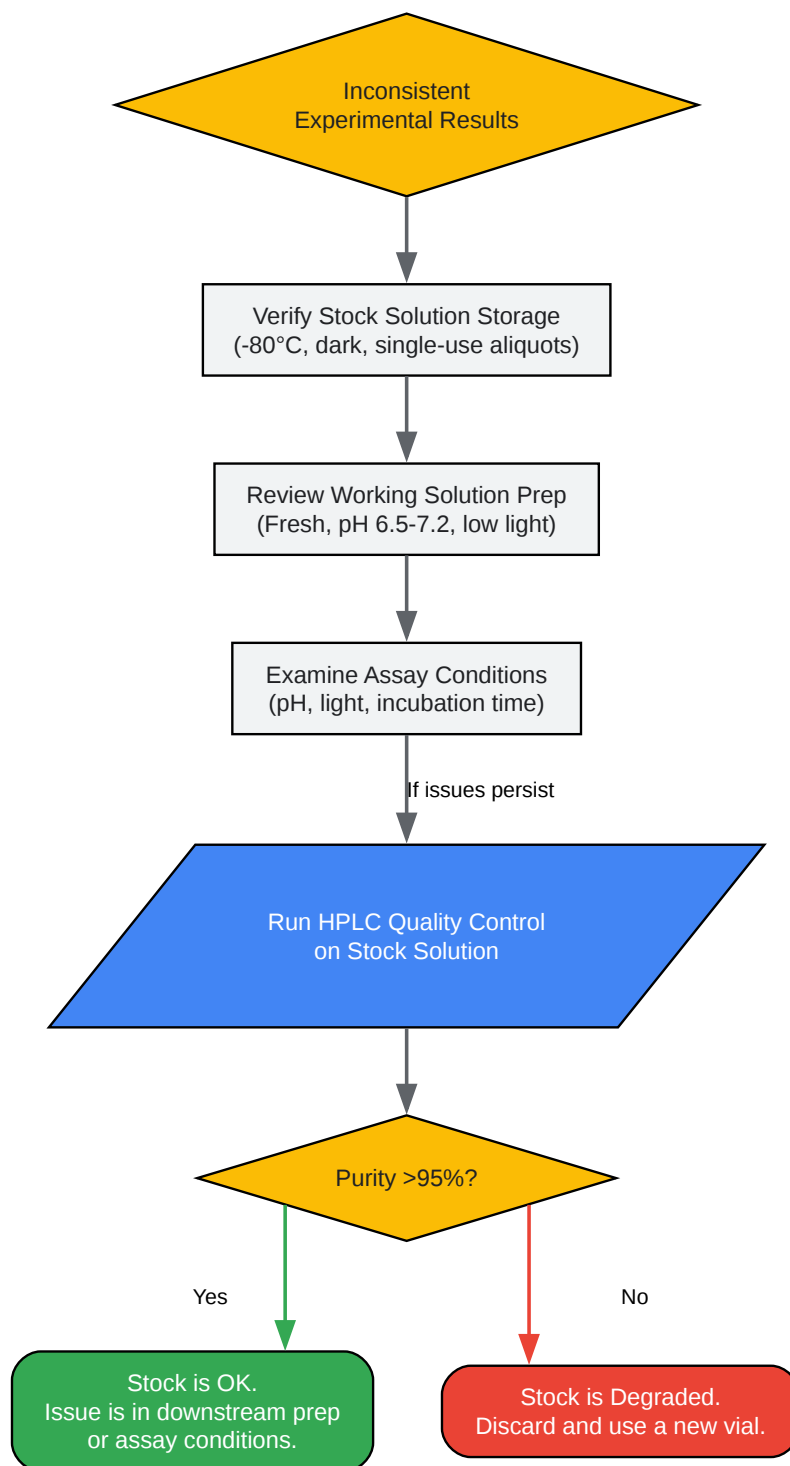 Inconsistent
Experimental Results
Verify Stock Solution Storage
(-80°C, dark, single-use aliquots)
Review Working Solution Prep
(Fresh, pH 6.5-7.2, low light)
Examine Assay Conditions
(pH, light, incubation time)
If issues persist
Run HPLC Quality Control
on Stock Solution
Purity >95%?
Yes
No
Stock is OK.
Issue is in downstream prep
or assay conditions.
Stock is Degraded.
Discard and use a new vial.